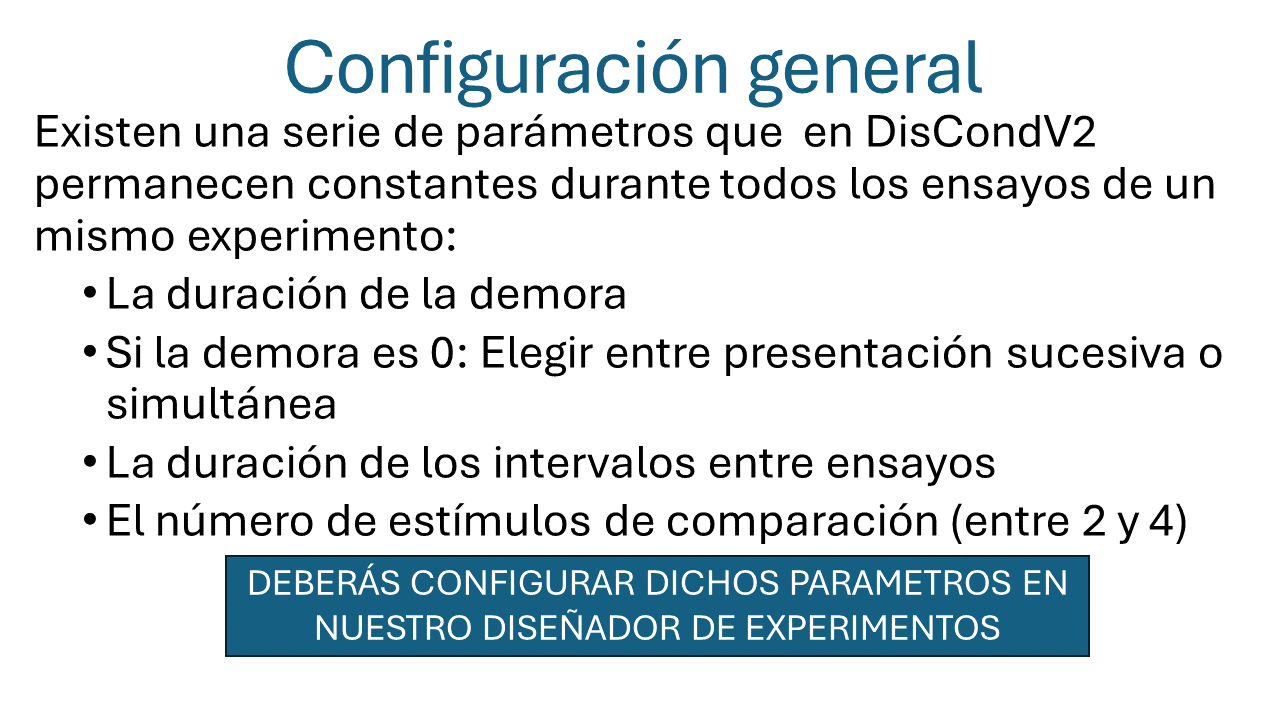 Configuración general
Existen una serie de parámetros que  en DisCondV2
permanecen constantes durante todos los ensayos de un
mismo experimento:
• La duración de la demora
• Si la demora es 0: Elegir entre presentación sucesiva o
simultánea
• La duración de los intervalos entre ensayos
• El número de estímulos de comparación (entre 2 y 4)
DEBERÁS CONFIGURAR DICHOS PARAMETROS EN
NUESTRO DISEÑADOR DE EXPERIMENTOS